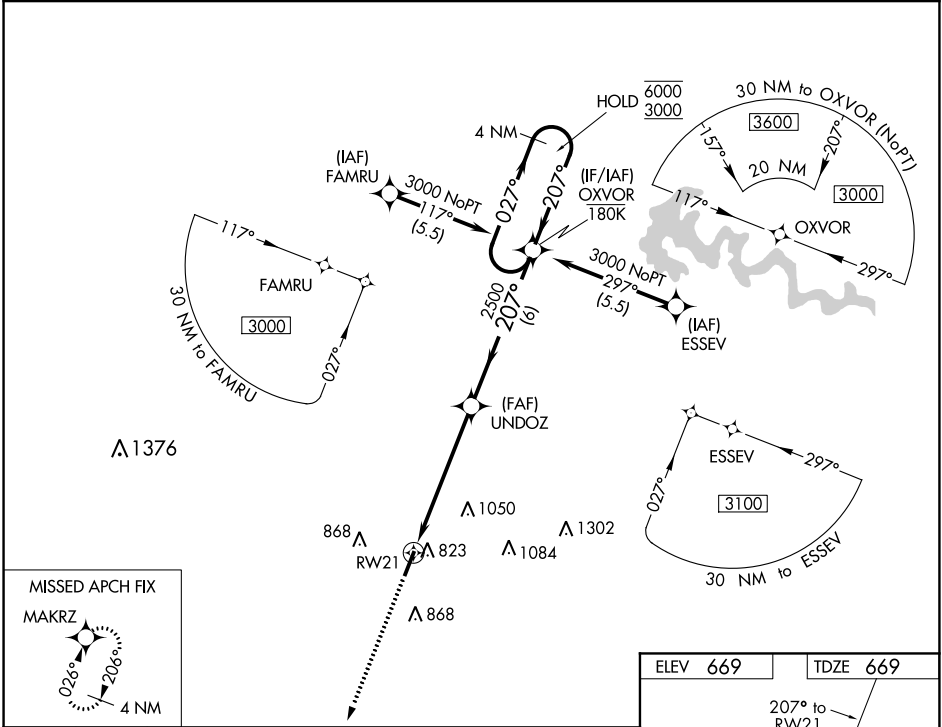 HOLD 6000
3000
4 NM
027°
207°
(IAF)
FAMRU
3000 NoPT
117°
(5.5)
(IF/IAF)
OXVOR
180K
3000 NoPT
297°
(5.5)
(IAF)
ESSEV
2500
207°
(6)
(FAF)
UNDOZ
30 NM to OXVOR (NoPT)
3600
157°
207°
20 NM
3000
117°
OXVOR
297°
117°
FAMRU
3000
027°
30 NM to FAMRU
ESSEV
297°
027°
3100
30 NM to ESSEV
1376
1050
868
1302
RW21
823
1084
868
MISSED APCH FIX
MAKRZ
026°
206°
4 NM
ELEV 669
TDZE 669
207° to
RW21